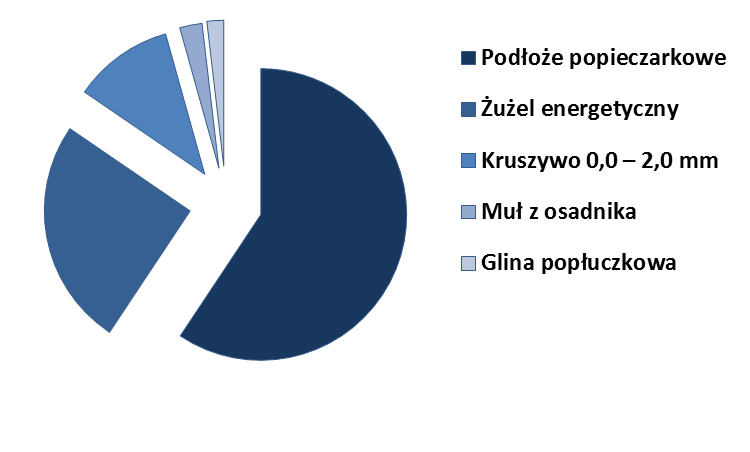 Podłoże popieczarkowe
Żużel energetyczny
Kruszywo 0,0 – 2,0 mm
Muł z osadnika
Glina popłuczkowa